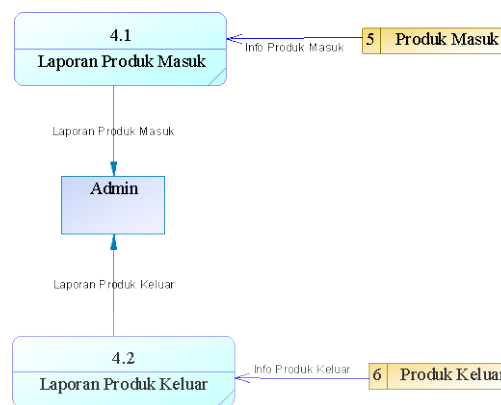 4.1
Laporan Produk Masuk
Info Produk Masuk
5 Produk Masuk
Laporan Produk Masuk
Admin
Laporan Produk Keluar
4.2
Laporan Produk Keluar
Info Produk Keluar
6 Produk Keluar